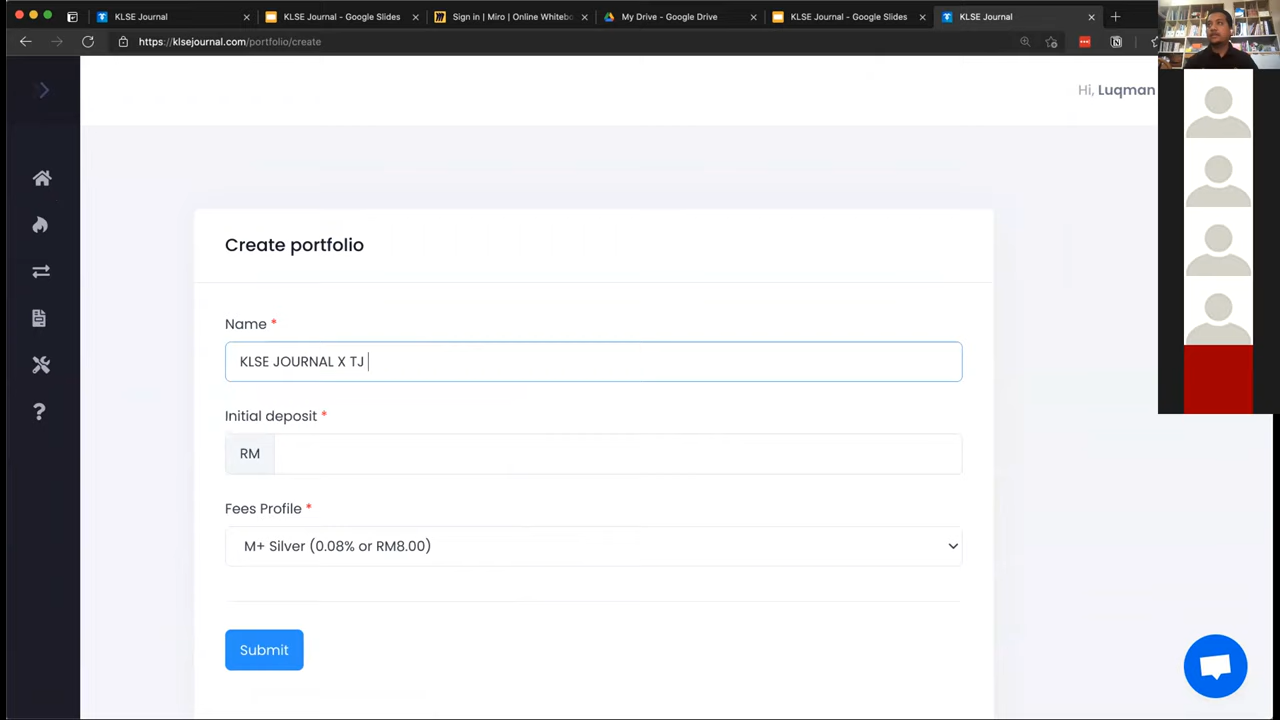 KLSE Journal
KLSE Journal - Google Slides
Sign in | Miro | Online Whitebo
My Drive - Google Drive
KLSE Journal - Google Slides
KLSE Journal
https://klsejournal.com/portfolio/create
Hi, Luqman
Create portfolio
Name *
KLSE JOURNAL X TJ
Initial deposit *
RM
Fees Profile *
M+ Silver (0.08% or RM8.00)
Submit